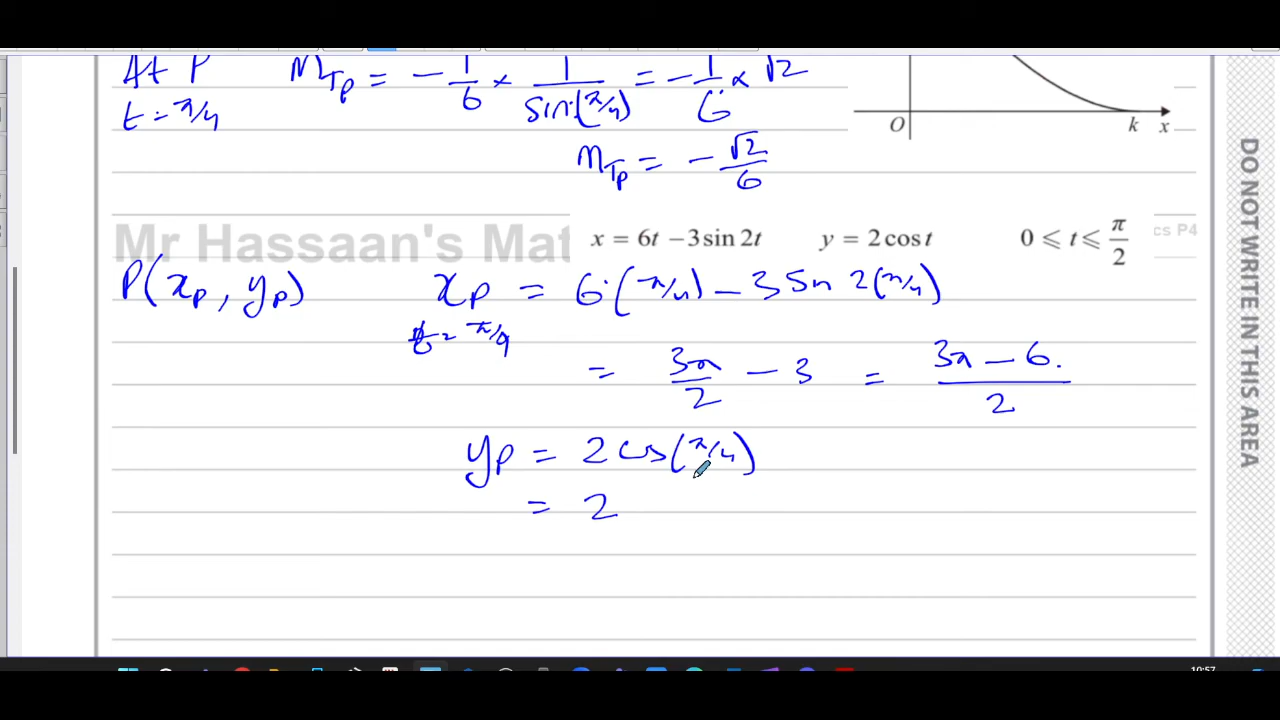 At P  m_Tp = -1/6 × 1/sin(π/4) = -1/6 × √2
t = π/4
O k x
m_Tp = -√2/6
Mr Hassaan's Mat
x = 6t − 3 sin 2t    y = 2 cos t    0 ⩽ t ⩽ π/2
cs P4
P(x_p, y_p)  x_p = 6·(π/4) − 3 Sin 2(π/4)
t = π/4
= 3π/2 − 3 = (3π − 6.)/2
y_p = 2 cos(π/4)
= 2
DO NOT WRITE IN THIS AREA
10:57